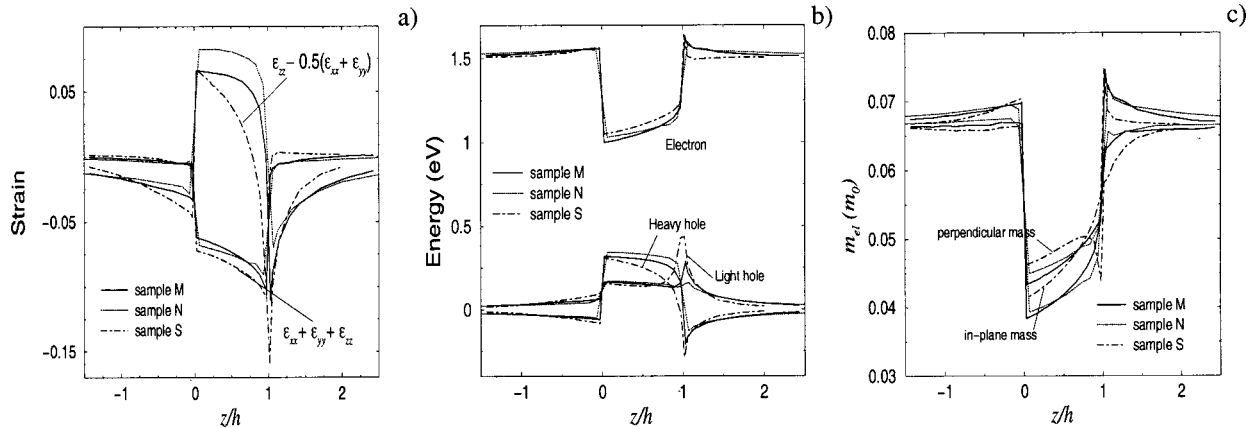 a)
Strain
0.05
−0.05
−0.15
ε_zz − 0.5(ε_xx + ε_yy)
sample M
sample N
sample S
ε_xx + ε_yy + ε_zz
−1 0 1 2
z/h
b)
Energy (eV)
1.5
1
0.5
0
Electron
sample M
sample N
sample S
Heavy hole
Light hole
−1 0 1 2
z/h
c)
m_el (m_0)
0.08
0.07
0.06
0.05
0.04
0.03
perpendicular mass
in−plane mass
sample M
sample N
sample S
−1 0 1 2
z/h